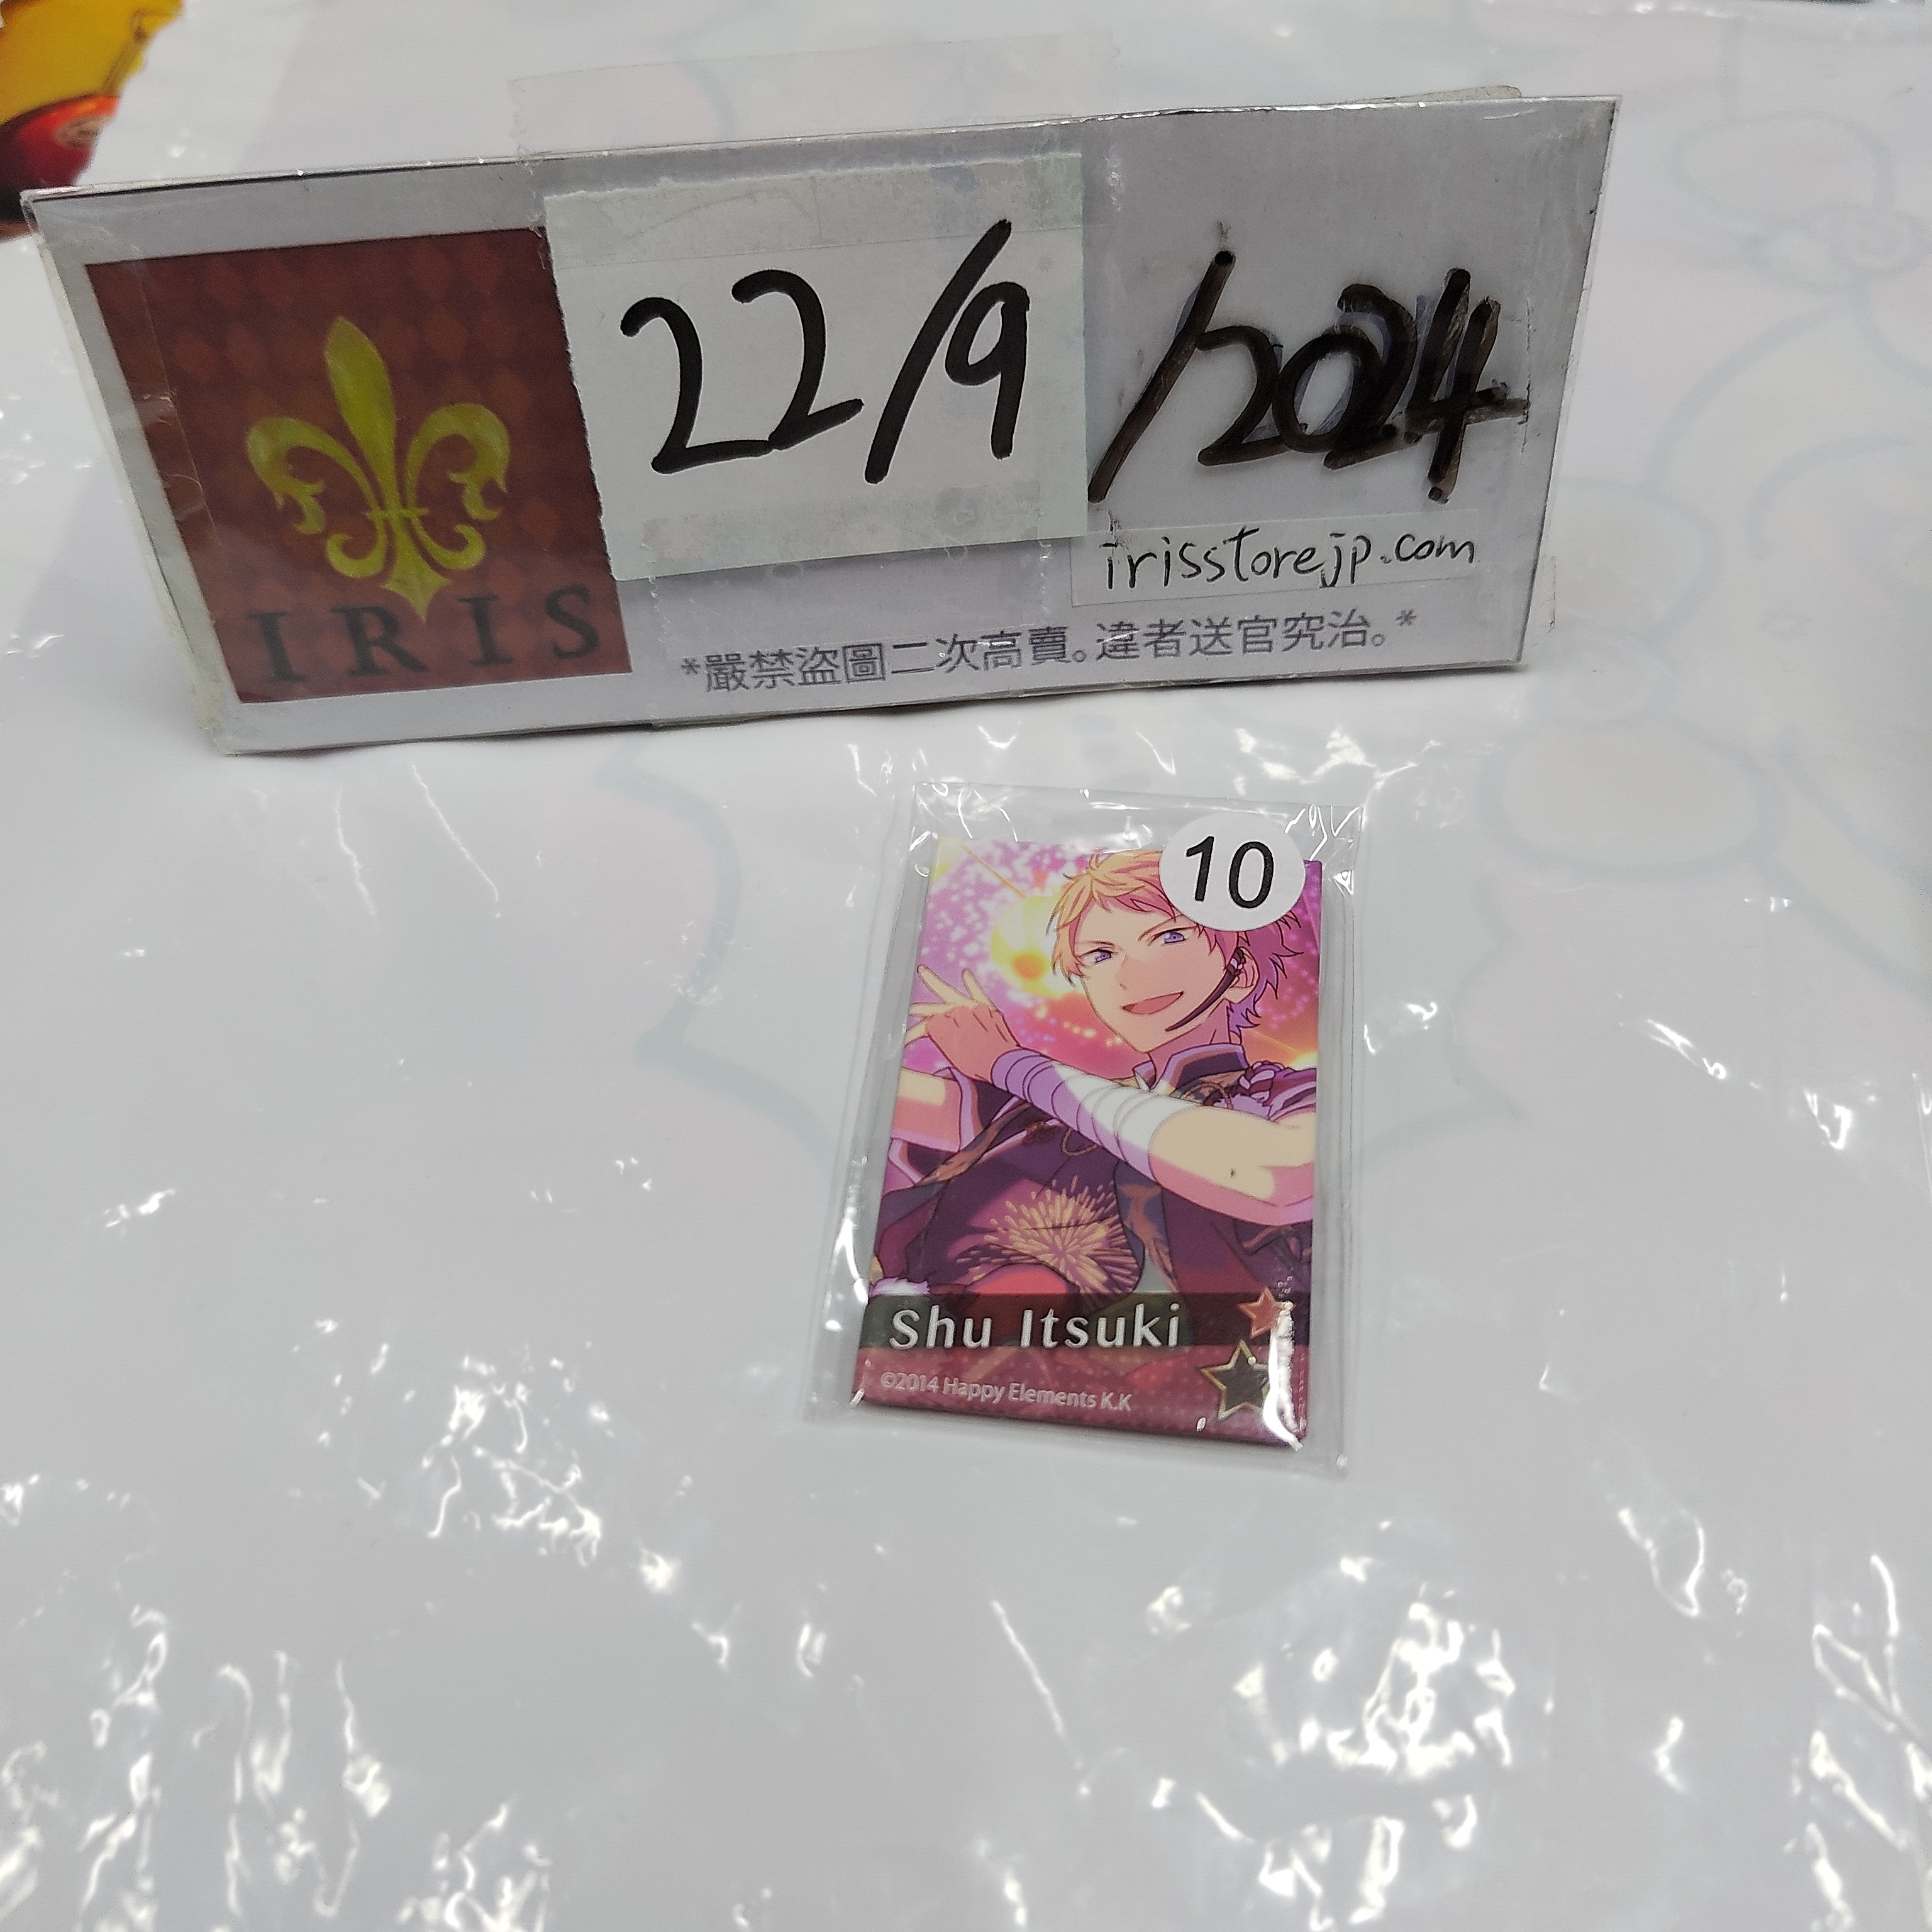 IRIS
22/9
/2024
irisstorejp.com
*嚴禁盜圖二次高賣。違者送官究治。*
10
Shu Itsuki
©2014 Happy Elements K.K